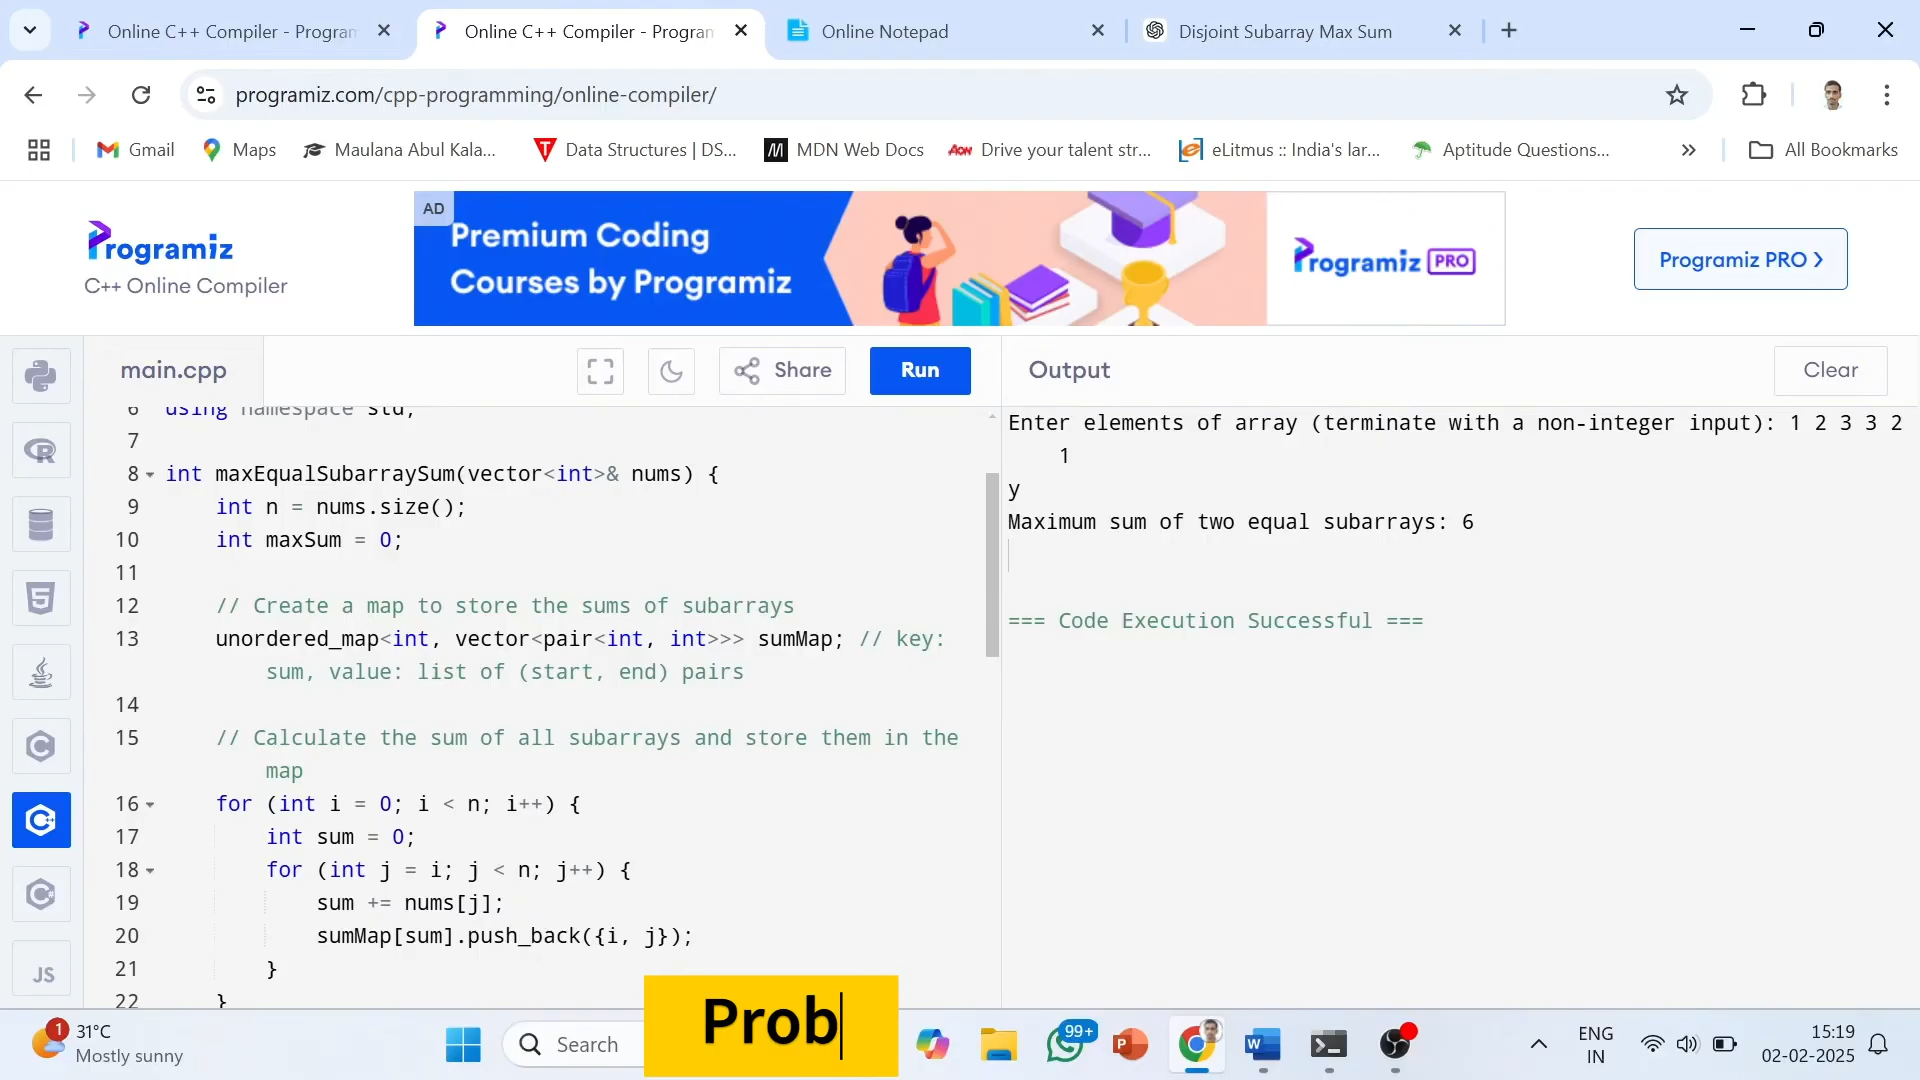 Online C++ Compiler - Program
Online C++ Compiler - Program
Online Notepad
Disjoint Subarray Max Sum
programiz.com/cpp-programming/online-compiler/
Gmail
Maps
Maulana Abul Kala...
Data Structures | DS...
MDN Web Docs
AON
Drive your talent str...
eLitmus :: India's lar...
Aptitude Questions...
All Bookmarks
Programiz
C++ Online Compiler
AD
Premium Coding
Courses by Programiz
Programiz PRO
Programiz PRO
main.cpp
Share
Run
Output
Clear
6 using namespace std;
7
8 int maxEqualSubarraySum(vector<int>& nums) {
9 int n = nums.size();
10 int maxSum = 0;
11
12 // Create a map to store the sums of subarrays
13 unordered_map<int, vector<pair<int, int>>> sumMap; // key:
sum, value: list of (start, end) pairs
14
15 // Calculate the sum of all subarrays and store them in the
map
16 for (int i = 0; i < n; i++) {
17 int sum = 0;
18 for (int j = i; j < n; j++) {
19 sum += nums[j];
20 sumMap[sum].push_back({i, j});
21 }
22 }
Enter elements of array (terminate with a non-integer input): 1 2 3 3 2
1
y
Maximum sum of two equal subarrays: 6
=== Code Execution Successful ===
JS
Prob
1
31°C
Mostly sunny
Search
99+
ENG
IN
15:19
02-02-2025